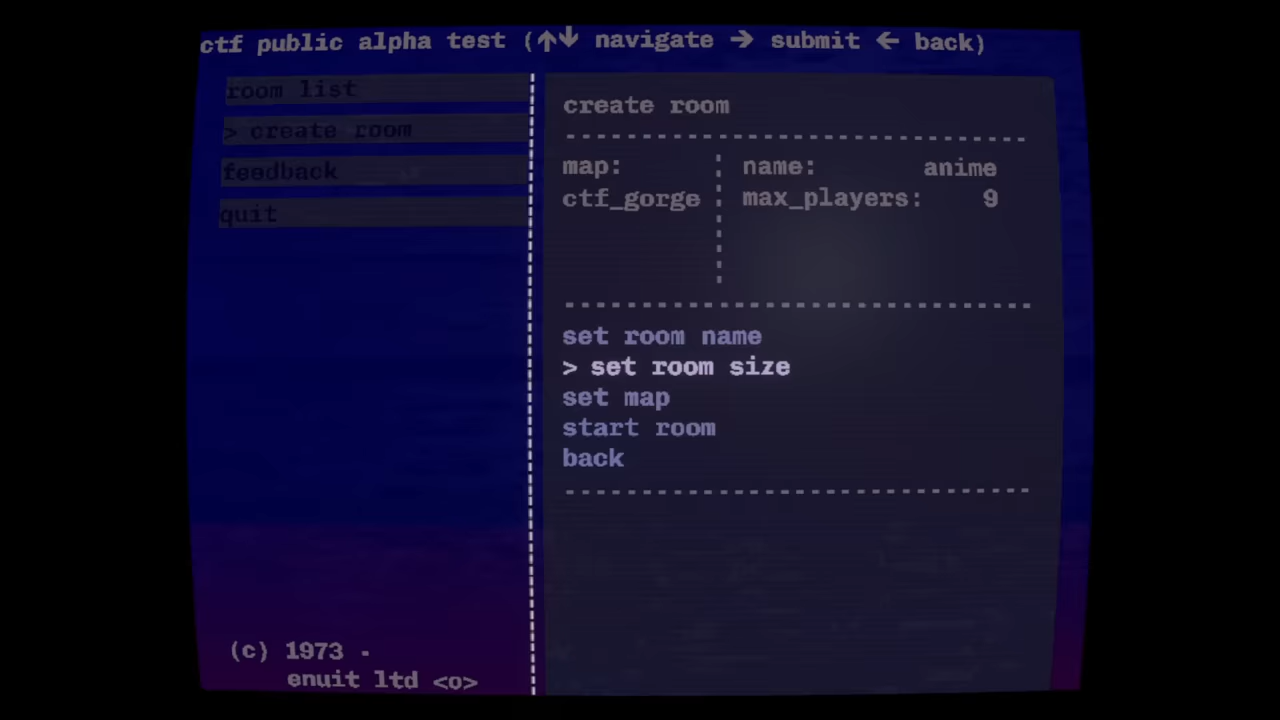 ctf public alpha test (↑↓ navigate → submit ← back)
room list
> create room
feedback
quit
(c) 1973 -
enuit ltd <o>
create room
map:
ctf_gorge
name: anime
max_players: 9
set room name
> set room size
set map
start room
back